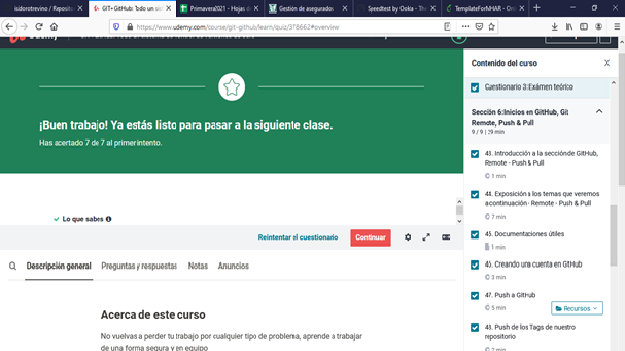 isidorotrevino / Reposito
GIT+GitHub: Todo un sist
Primavera2021 - Hojas d
Gestión de asegurador
Speedtest by Ookla - The
TemplateForNHAR - Onli
https://www.udemy.com/course/git-github/learn/quiz/
#overview
¡Buen trabajo! Ya estás listo para pasar a la siguiente clase.
Has acertado 7 de 7 al primer intento.
Lo que sabes
Reintentar el cuestionario
Continuar
Descripción general
Preguntas y respuestas
Notas
Anuncios
Acerca de este curso
No vuelvas a perder tu trabajo por cualquier tipo de problema, aprende a trabajar
de una forma segura y en equipo
Contenido del curso
X
Cuestionario 3: Exámen teórico
Sección 6: Inicios en GitHub, Git
Remote, Push & Pull
9 / 9 | 29 min
43. Introducción a la sección de GitHub,
Remote - Push & Pull
1 min
44. Exposición a los temas que veremos
a continuación - Remote - Push & Pull
7 min
45. Documentaciones útiles
1 min
46. Creando una cuenta en GitHub
3 min
47. Push a GitHub
5 min
Recursos
48. Push de los Tags de nuestro
repositorio
2 min